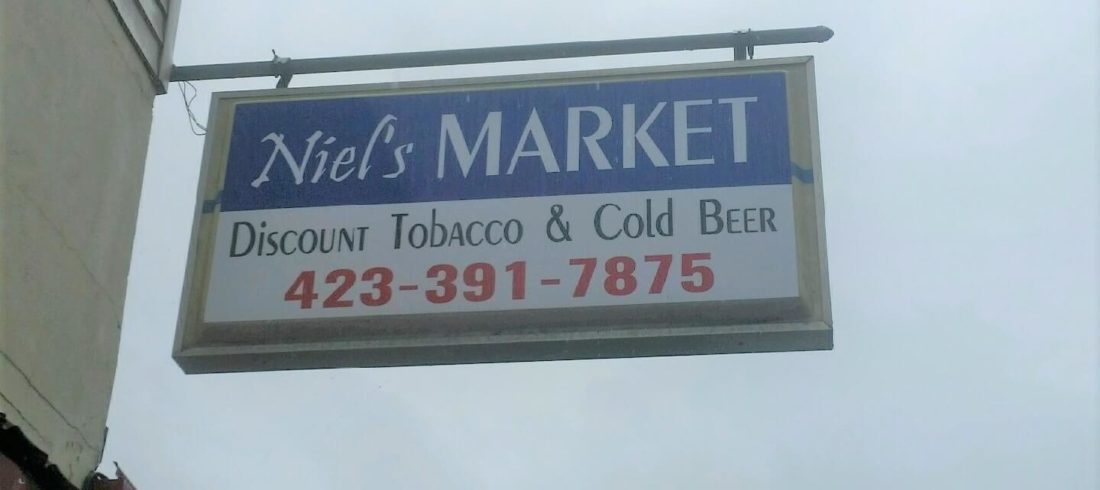 Niel's MARKET
Discount Tobacco & Cold Beer
423-391-7875